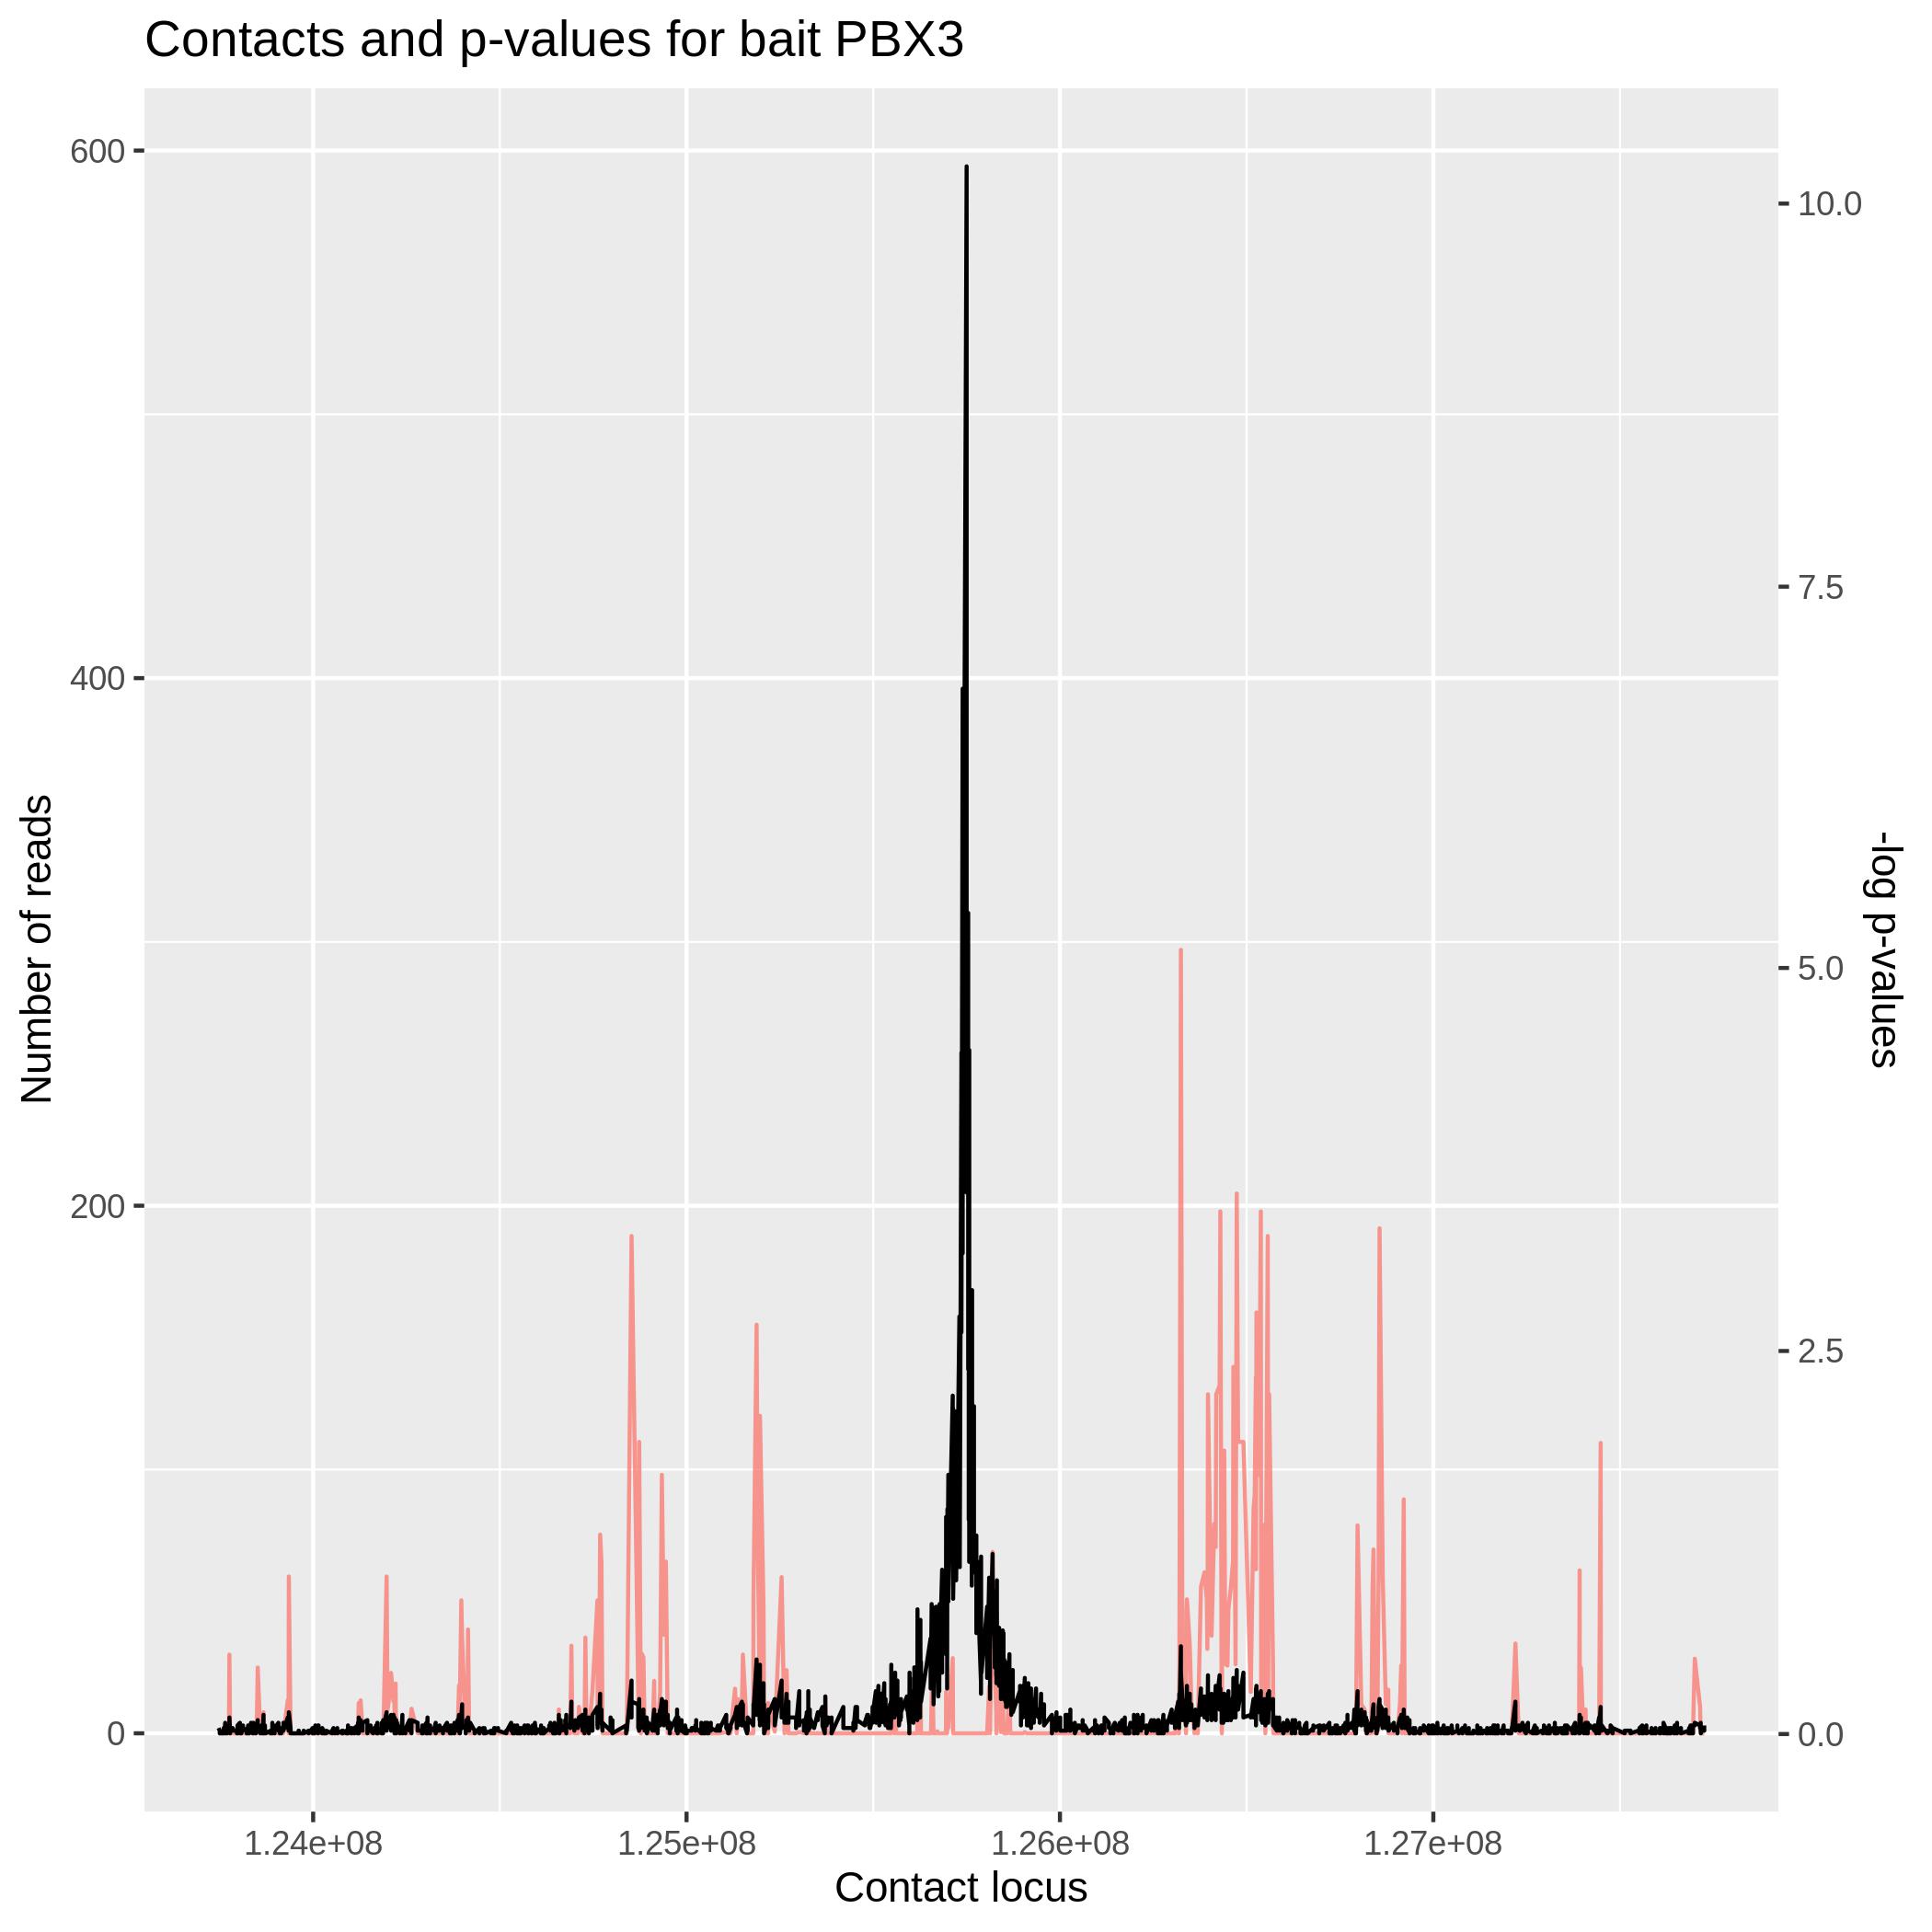 Contacts and p-values for bait PBX3
600
400
200
0
Number of reads
10.0
7.5
5.0
2.5
0.0
-log p-values
1.24e+08
1.25e+08
1.26e+08
1.27e+08
Contact locus